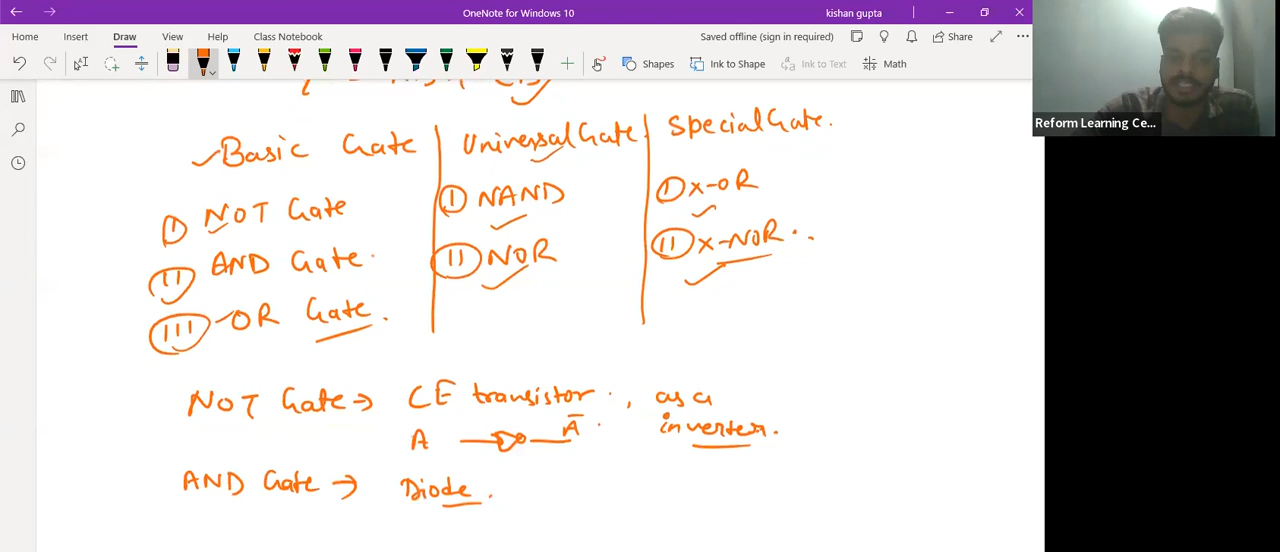 OneNote for Windows 10
kishan gupta
Home Insert Draw View Help Class Notebook
Saved offline (sign in required)
Share
Shapes
Ink to Shape
Ink to Text
Math
Reform Learning Ce...
Basic Gate
I NOT Gate
II AND Gate.
III OR Gate.
Universal Gate
I NAND
II NOR
Special Gate.
I X-OR
II X-NOR..
NOT Gate → CE transistor., as a
inverter.
A Ā.
AND Gate → Diode.